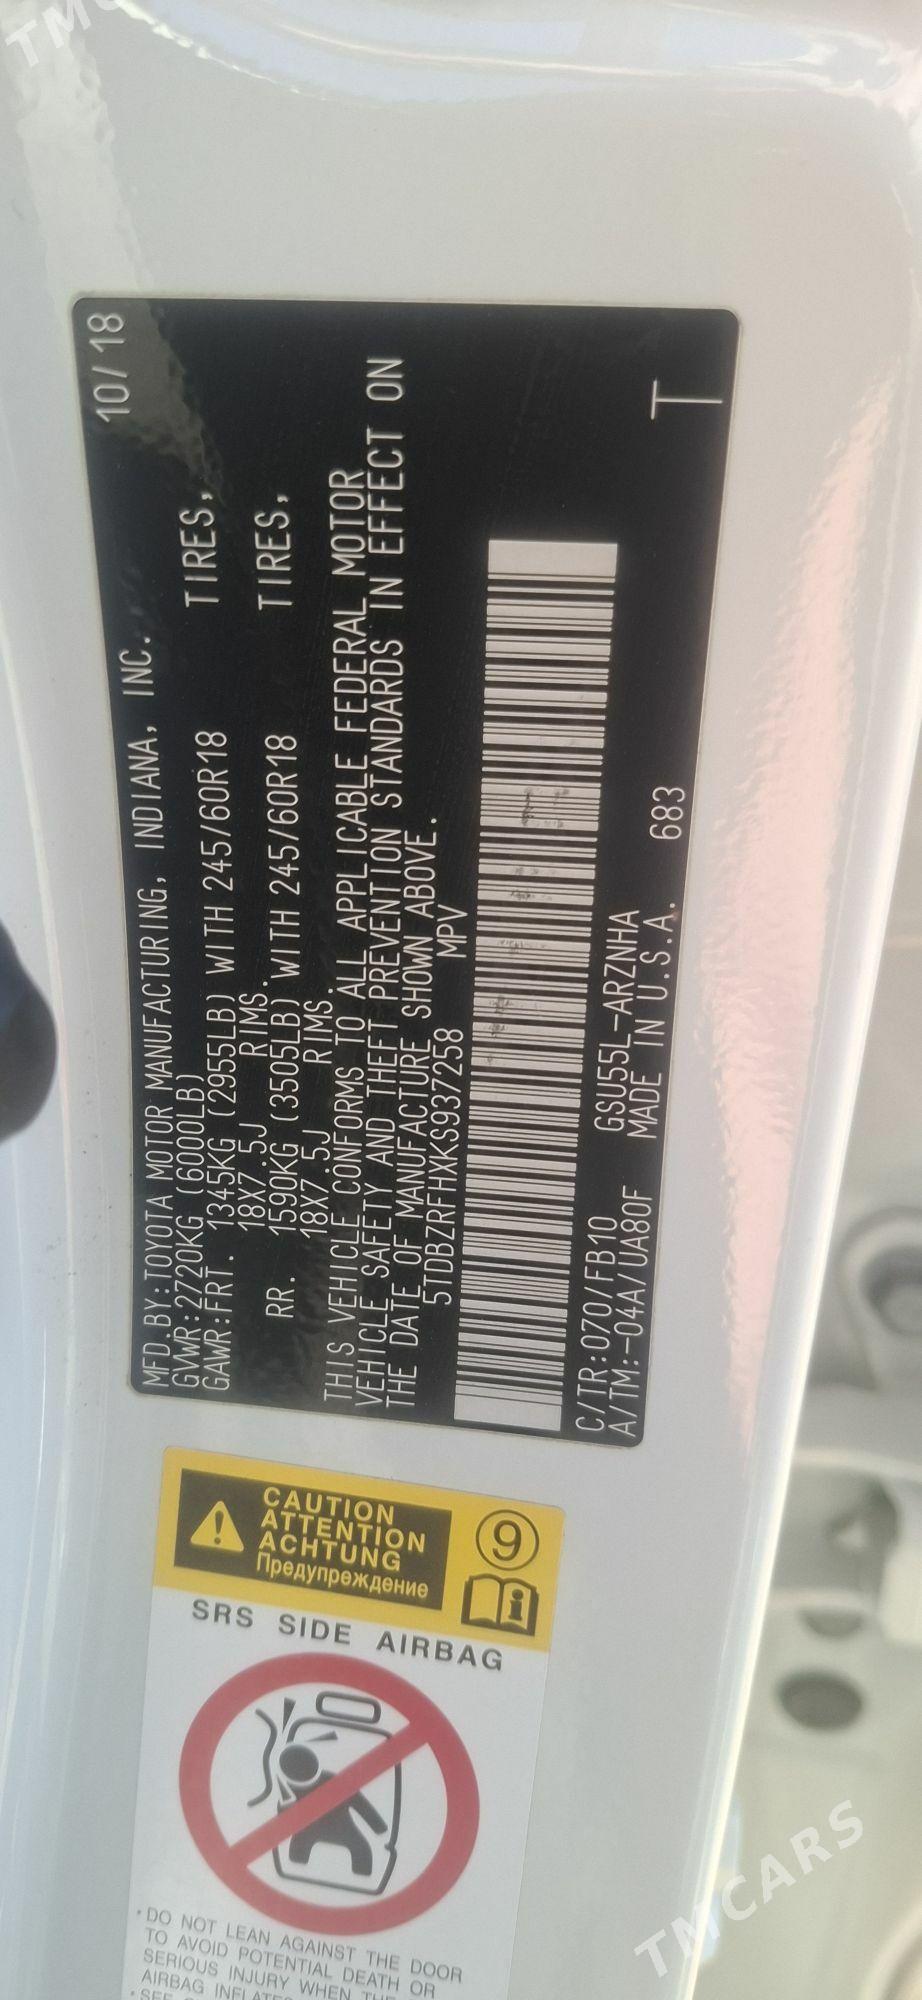 10/18
MFD.BY:TOYOTA MOTOR MANUFACTURING, INDIANA, INC.
GVWR:2720KG (6000LB)
GAWR:FRT. 1345KG (2955LB) WITH 245/60R18 TIRES,
18X7.5J RIMS.
RR. 1590KG (3505LB) WITH 245/60R18 TIRES,
18X7.5J RIMS.
THIS VEHICLE CONFORMS TO ALL APPLICABLE FEDERAL MOTOR
VEHICLE SAFETY AND THEFT PREVENTION STANDARDS IN EFFECT ON
THE DATE OF MANUFACTURE SHOWN ABOVE.
5TDBZRFHXKS937258 MPV
C/TR:070/FB10 GSU55L-ARZNHA
A/TM:-04A/UA80F MADE IN U.S.A. 683
T
CAUTION
ATTENTION
ACHTUNG
Предупреждение
9
SRS SIDE AIRBAG
• DO NOT LEAN AGAINST THE DOOR
TO AVOID POTENTIAL DEATH OR
SERIOUS INJURY WHEN THE
AIRBAG
• SEE
TMCARS